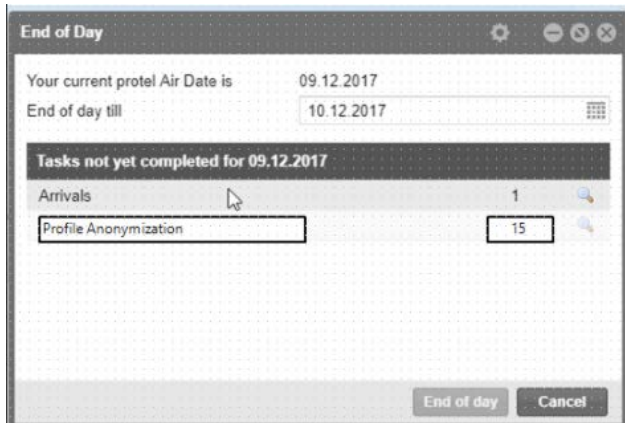 End of Day
Your current protel Air Date is 09.12.2017
End of day till 10.12.2017
Tasks not yet completed for 09.12.2017
Arrivals 1
Profile Anonymization 15
End of day Cancel